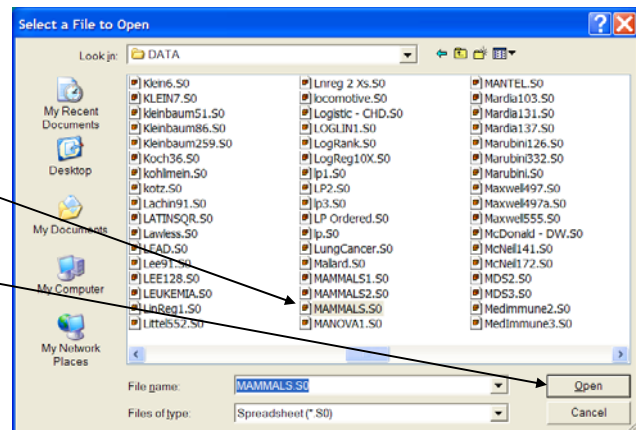 Select a File to Open
Look in: DATA
My Recent Documents
Desktop
My Documents
My Computer
My Network Places
Klein6.S0
KLEIN7.S0
kleinbaum51.S0
Kleinbaum86.S0
Kleinbaum259.S0
Koch36.S0
kohlmein.S0
kotz.S0
Lachin91.S0
LATINSQR.S0
Lawless.S0
LEAD.S0
Lee91.S0
LEE128.S0
LEUKEMIA.S0
LinReg1.S0
Littel552.S0
Lnreg 2 Xs.S0
locomotive.S0
Logistic - CHD.S0
LOGLIN1.S0
LogRank.S0
LogReg10X.S0
lp1.S0
LP2.S0
lp3.S0
LP Ordered.S0
lp.S0
LungCancer.S0
Mallard.S0
MAMMALS1.S0
MAMMALS2.S0
MAMMALS.S0
MANOVA1.S0
MANTEL.S0
Mardia103.S0
Mardia131.S0
Mardia137.S0
Marubini126.S0
Marubini332.S0
Marubini.S0
Maxwell497.S0
Maxwell497a.S0
Maxwell555.S0
McDonald - DW.S0
McNeil141.S0
McNeil172.S0
MDS2.S0
MDS3.S0
Medimmune2.S0
MedImmune3.S0
File name: MAMMALS.S0
Open
Files of type: Spreadsheet (*.S0)
Cancel